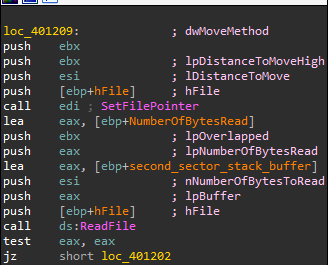 loc_401209: ; dwMoveMethod
push ebx
push ebx ; lpDistanceToMoveHigh
push esi ; lDistanceToMove
push [ebp+hFile] ; hFile
call edi ; SetFilePointer
lea eax, [ebp+NumberOfBytesRead]
push ebx ; lpOverlapped
push eax ; lpNumberOfBytesRead
lea eax, [ebp+second_sector_stack_buffer]
push esi ; nNumberOfBytesToRead
push eax ; lpBuffer
push [ebp+hFile] ; hFile
call ds:ReadFile
test eax, eax
jz short loc_401202